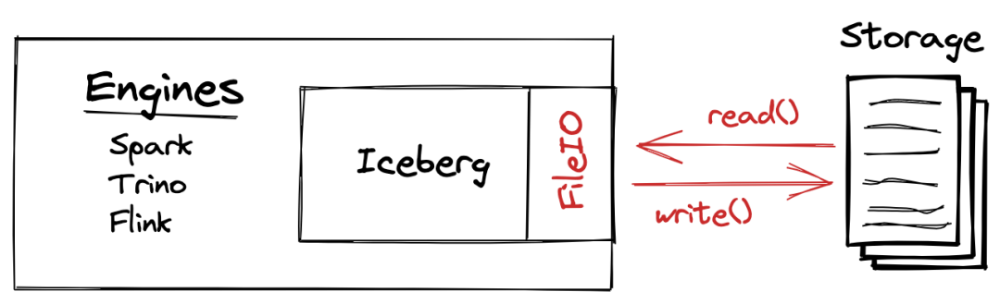 Engines
Spark
Trino
Flink
Iceberg
FileIO
read()
write()
Storage